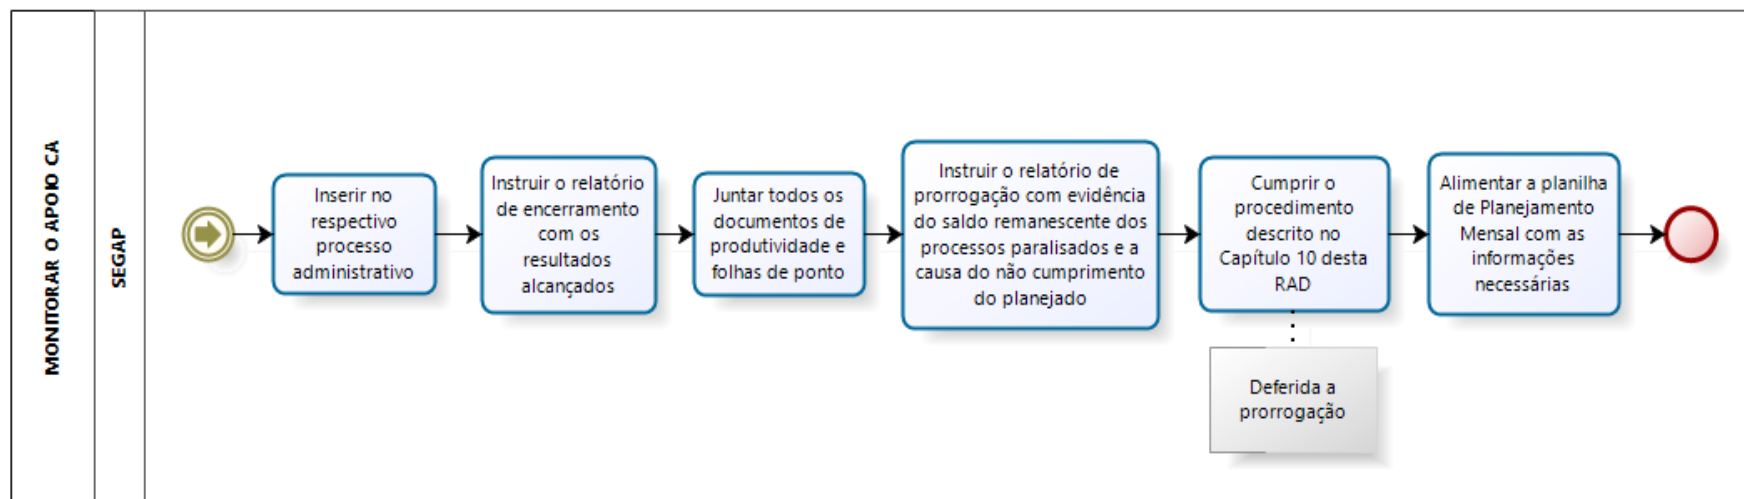 MONITORAR O APOIO CA
SEGAP
Inserir no
respectivo
processo
administrativo
Instruir o relatório
de encerramento
com os
resultados
alcançados
Juntar todos os
documentos de
produtividade e
folhas de ponto
Instruir o relatório de
prorrogação com evidência
do saldo remanescente dos
processos paralisados e a
causa do não cumprimento
do planejado
Cumprir o
procedimento
descrito no
Capítulo 10 desta
RAD
Deferida a
prorrogação
Alimentar a planilha
de Planejamento
Mensal com as
informações
necessárias